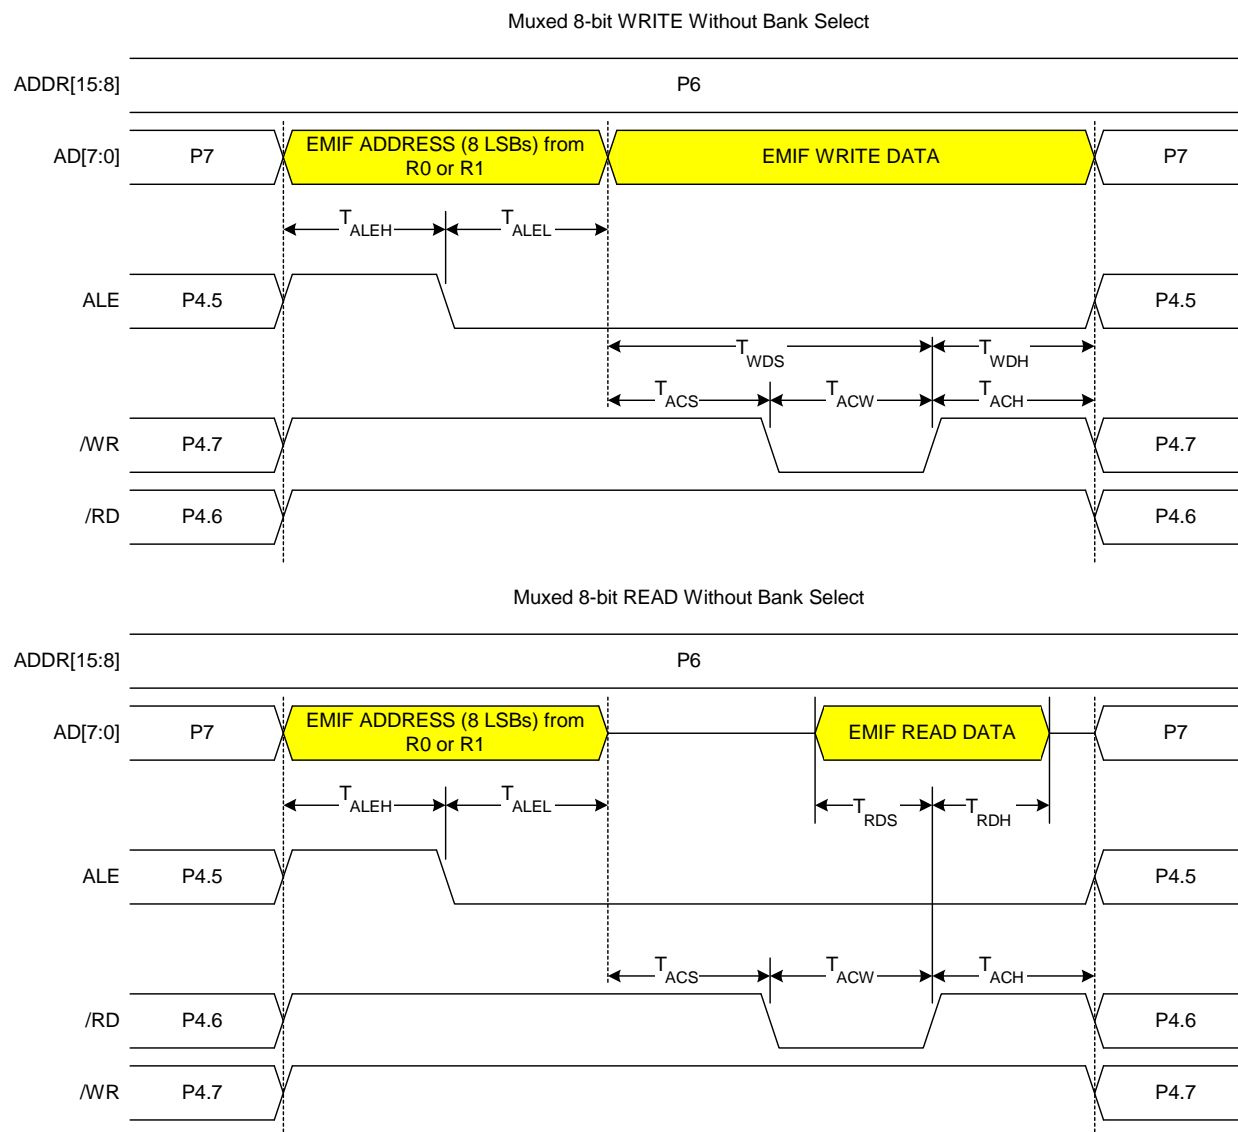 Muxed 8-bit WRITE Without Bank Select
ADDR[15:8] P6
AD[7:0] P7 EMIF ADDRESS (8 LSBs) from R0 or R1 EMIF WRITE DATA P7
TALEH TALEL
ALE P4.5 P4.5
TWDS TWDH
TACS TACW TACH
/WR P4.7 P4.7
/RD P4.6 P4.6
Muxed 8-bit READ Without Bank Select
ADDR[15:8] P6
AD[7:0] P7 EMIF ADDRESS (8 LSBs) from R0 or R1 EMIF READ DATA P7
TALEH TALEL TRDS TRDH
ALE P4.5 P4.5
TACS TACW TACH
/RD P4.6 P4.6
/WR P4.7 P4.7